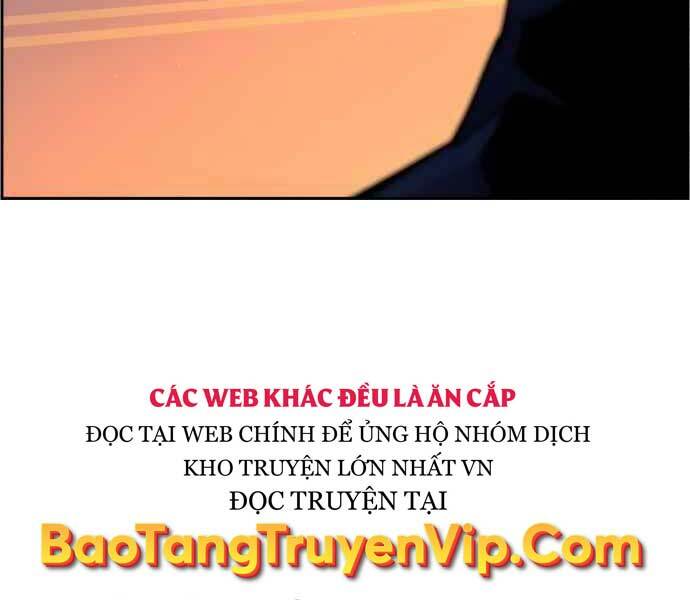 CÁC WEB KHÁC ĐỀU LÀ ĂN CẮP
ĐỌC TẠI WEB CHÍNH ĐỂ ỦNG HỘ NHÓM DỊCH
KHO TRUYỆN LỚN NHẤT VN
ĐỌC TRUYỆN TẠI
BaoTangTruyenVip.Com